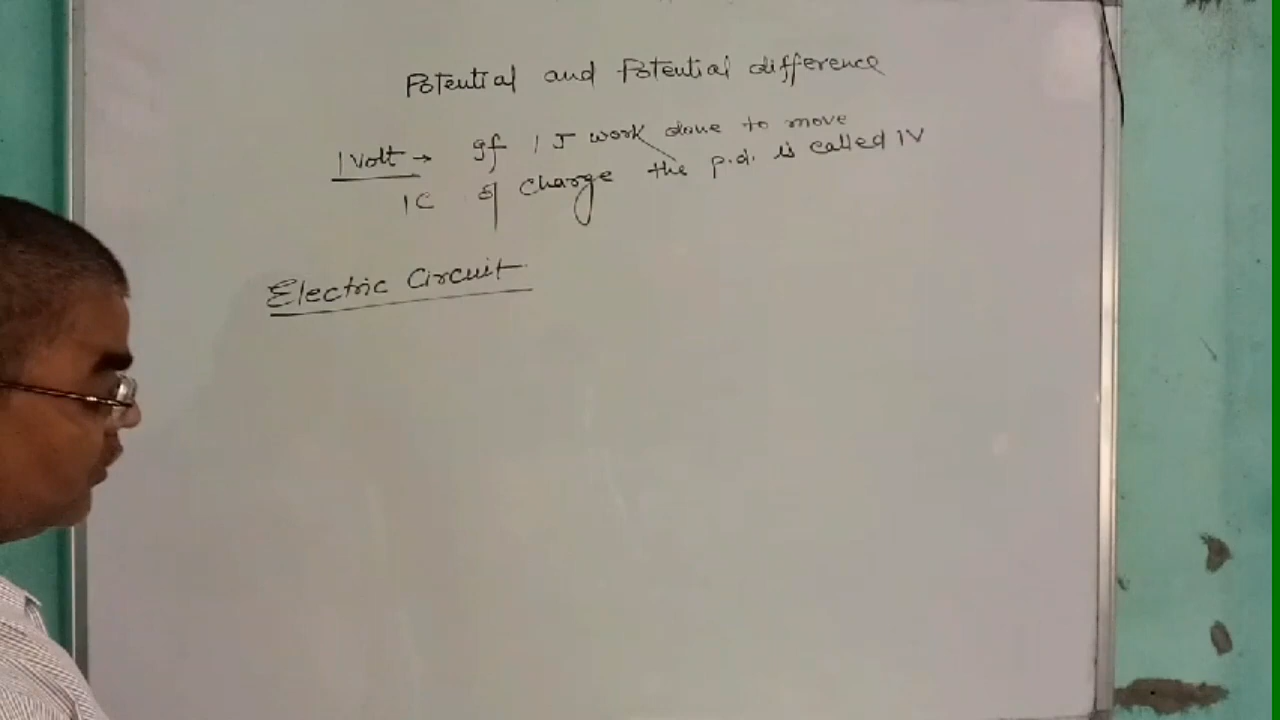 Potential and Potential difference
1 Volt → If 1 J work done to move
1C of charge the p.d. is called 1V
Electric Circuit